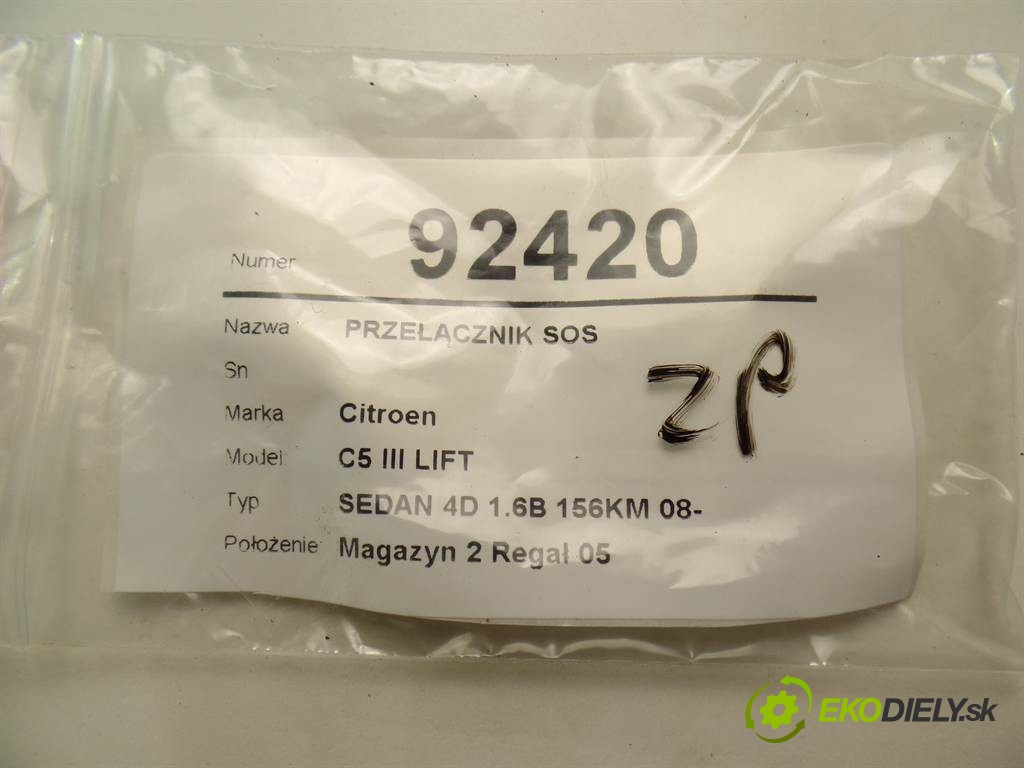 Numer 92420
Nazwa PRZEŁĄCZNIK SOS
Sn
Marka Citroen
Model: C5 III LIFT
Typ SEDAN 4D 1.6B 156KM 08-
Położenie: Magazyn 2 Regał 05
ZP
EKODIELY.sk